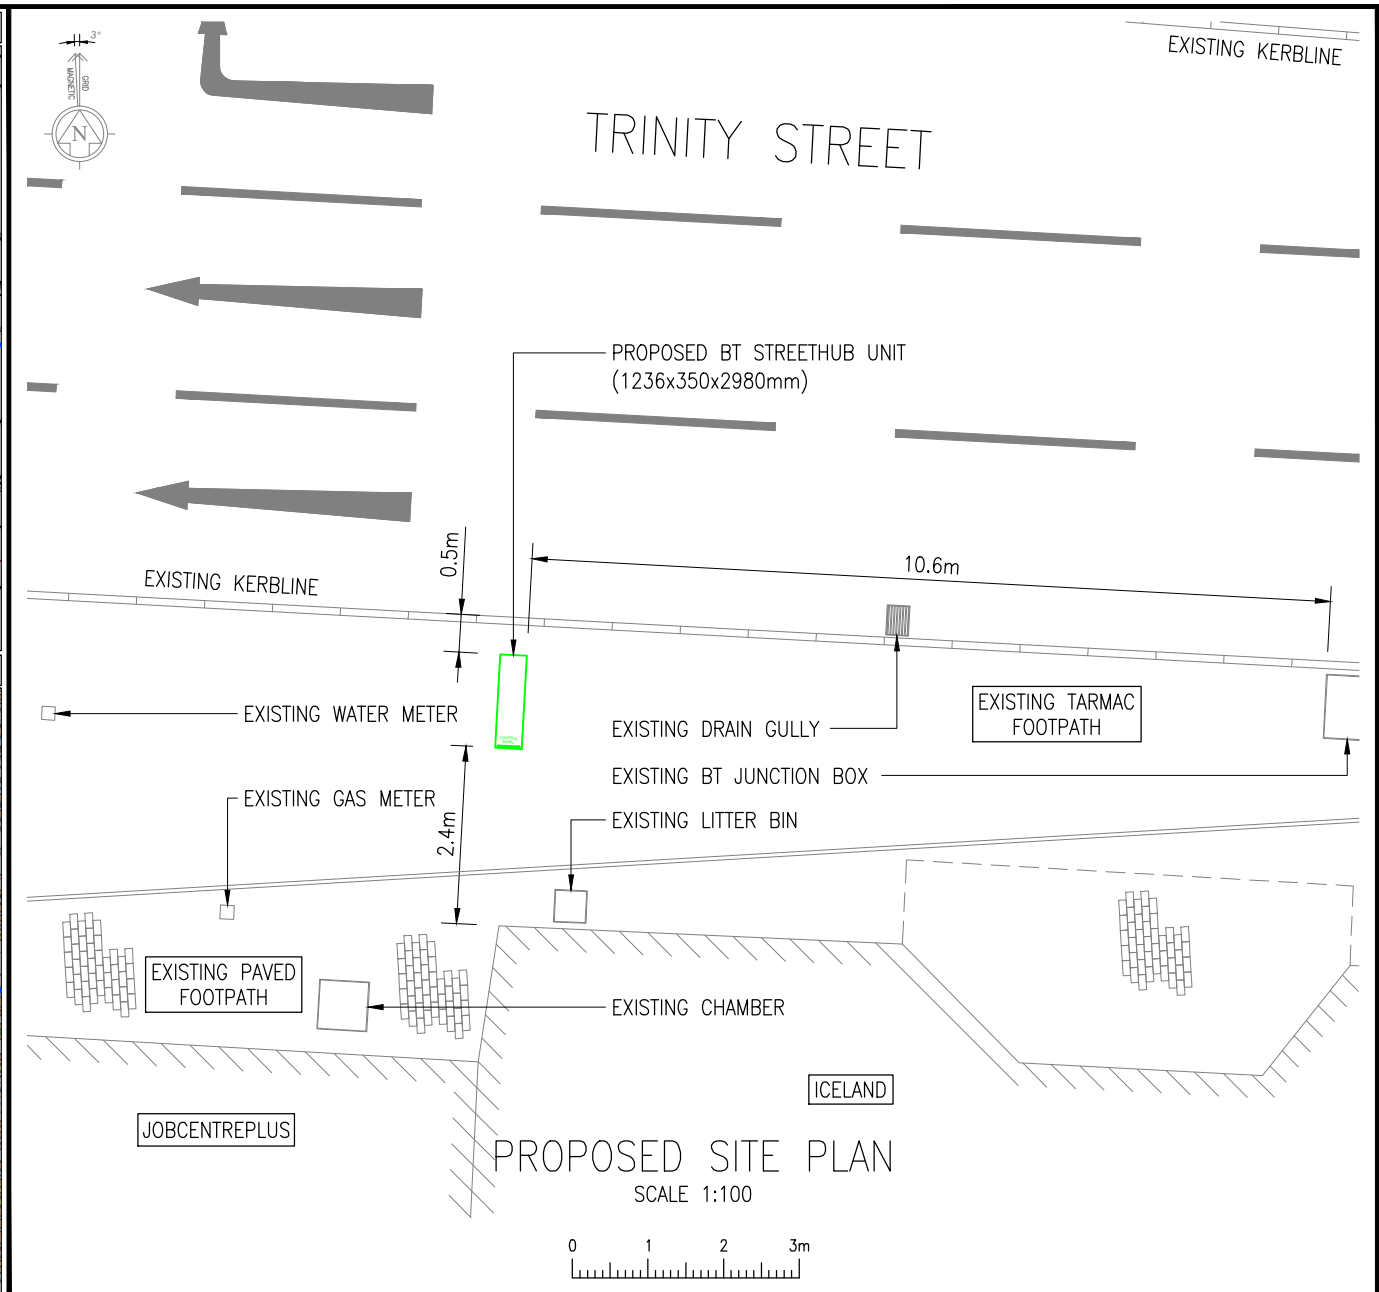 3°
EXISTING KERBLINE
GRID
MAGNETIC
N
TRINITY STREET
PROPOSED BT STREETHUB UNIT
(1236x350x2980mm)
0.5m
10.6m
EXISTING KERBLINE
EXISTING WATER METER
EXISTING DRAIN GULLY
EXISTING TARMAC
FOOTPATH
EXISTING BT JUNCTION BOX
EXISTING GAS METER
EXISTING LITTER BIN
2.4m
EXISTING PAVED
FOOTPATH
EXISTING CHAMBER
ICELAND
JOBCENTREPLUS
PROPOSED SITE PLAN
SCALE 1:100
0 1 2 3m